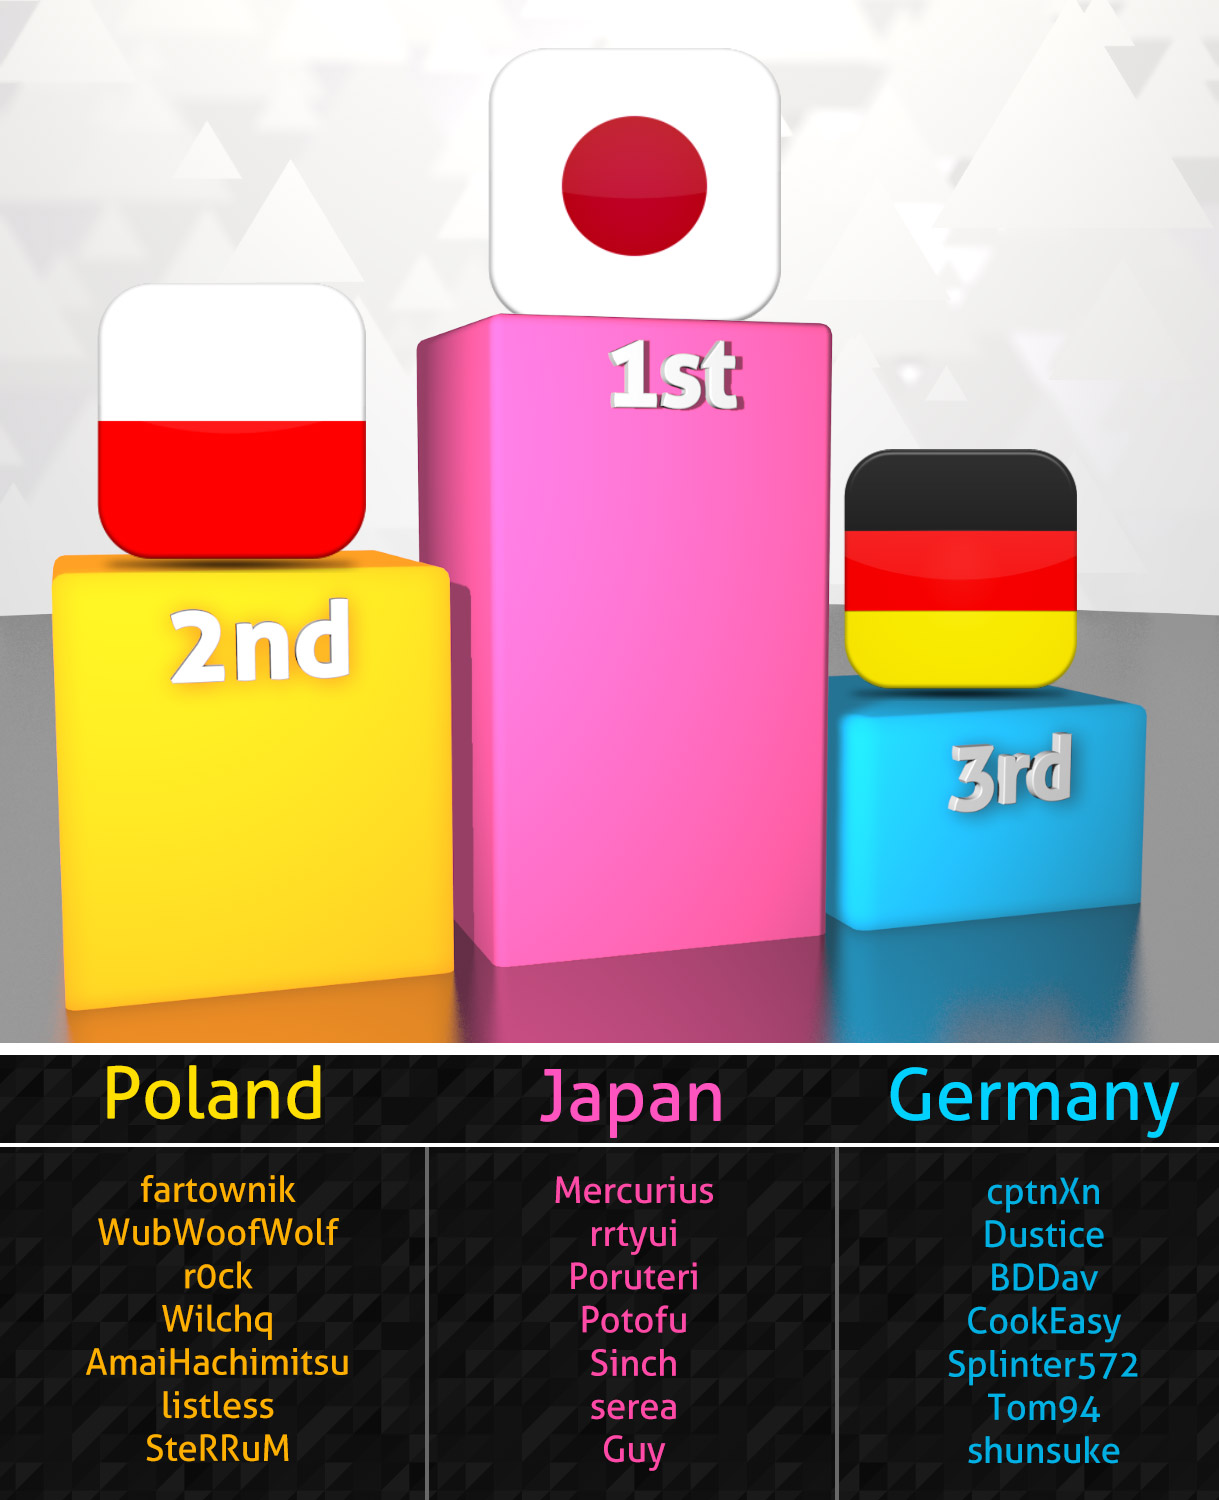 1st
2nd
3rd
Poland
Japan
Germany
fartownik
WubWoofWolf
r0ck
Wilchq
AmaiHachimitsu
listless
SteRRuM
Mercurius
rrtyui
Poruteri
Potofu
Sinch
serea
Guy
cptnXn
Dustice
BDDav
CookEasy
Splinter572
Tom94
shunsuke